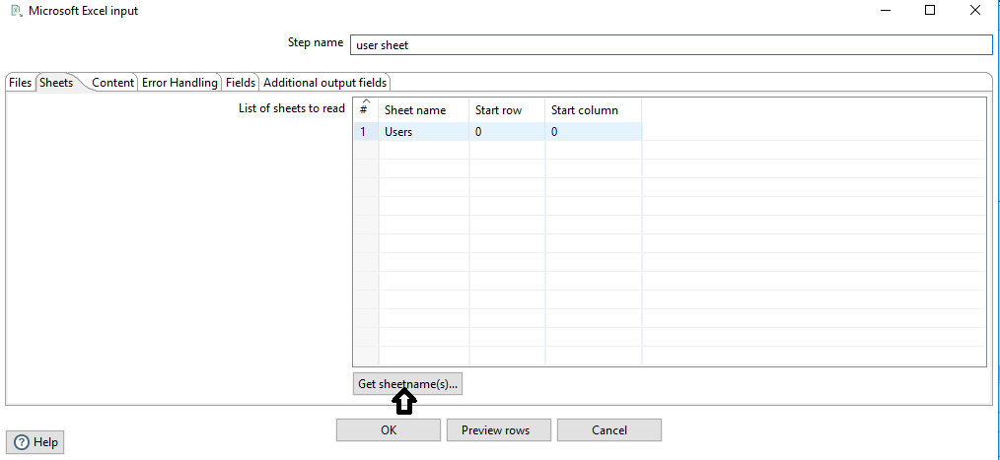 Microsoft Excel input
Step name user sheet
Files Sheets Content Error Handling Fields Additional output fields
List of sheets to read
# Sheet name Start row Start column
1 Users 0 0
Get sheetname(s)...
OK Preview rows Cancel
Help